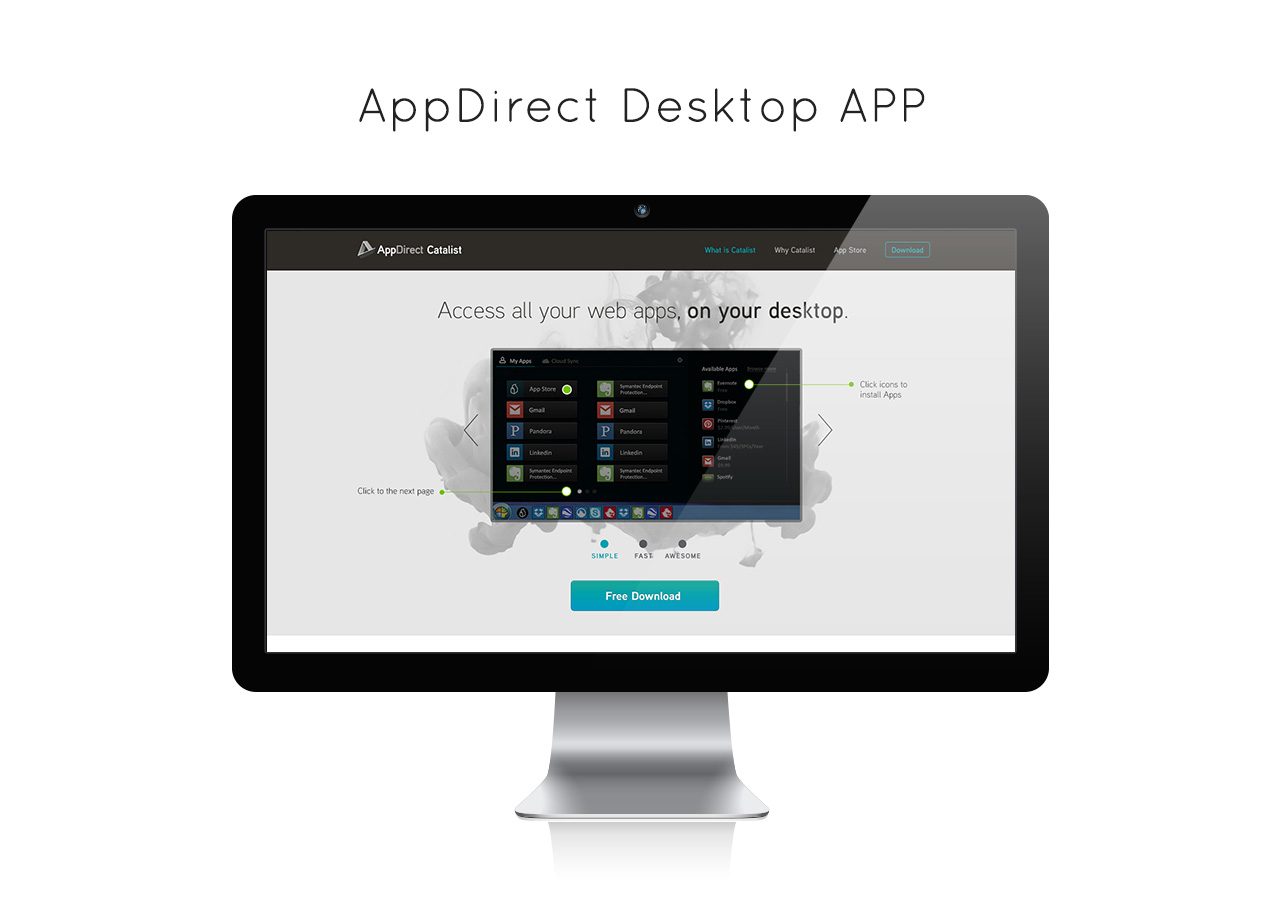 AppDirect Desktop APP
AppDirect Catalist
What is Catalist
Why Catalist
App Store
Download
Access all your web apps, on your desktop.
My Apps
Cloud Sync
App Store
Gmail
Pandora
Linkedin
Symantec Endpoint
Protection...
Symantec Endpoint
Protection...
Gmail
Pandora
Linkedin
Symantec Endpoint
Protection...
Available Apps
Evernote
Free
Dropbox
Free
Pinterest
Linkedin
Gmail
$9.99
Spotify
Click icons to
install Apps
Click to the next page
SIMPLE
FAST
AWESOME
Free Download